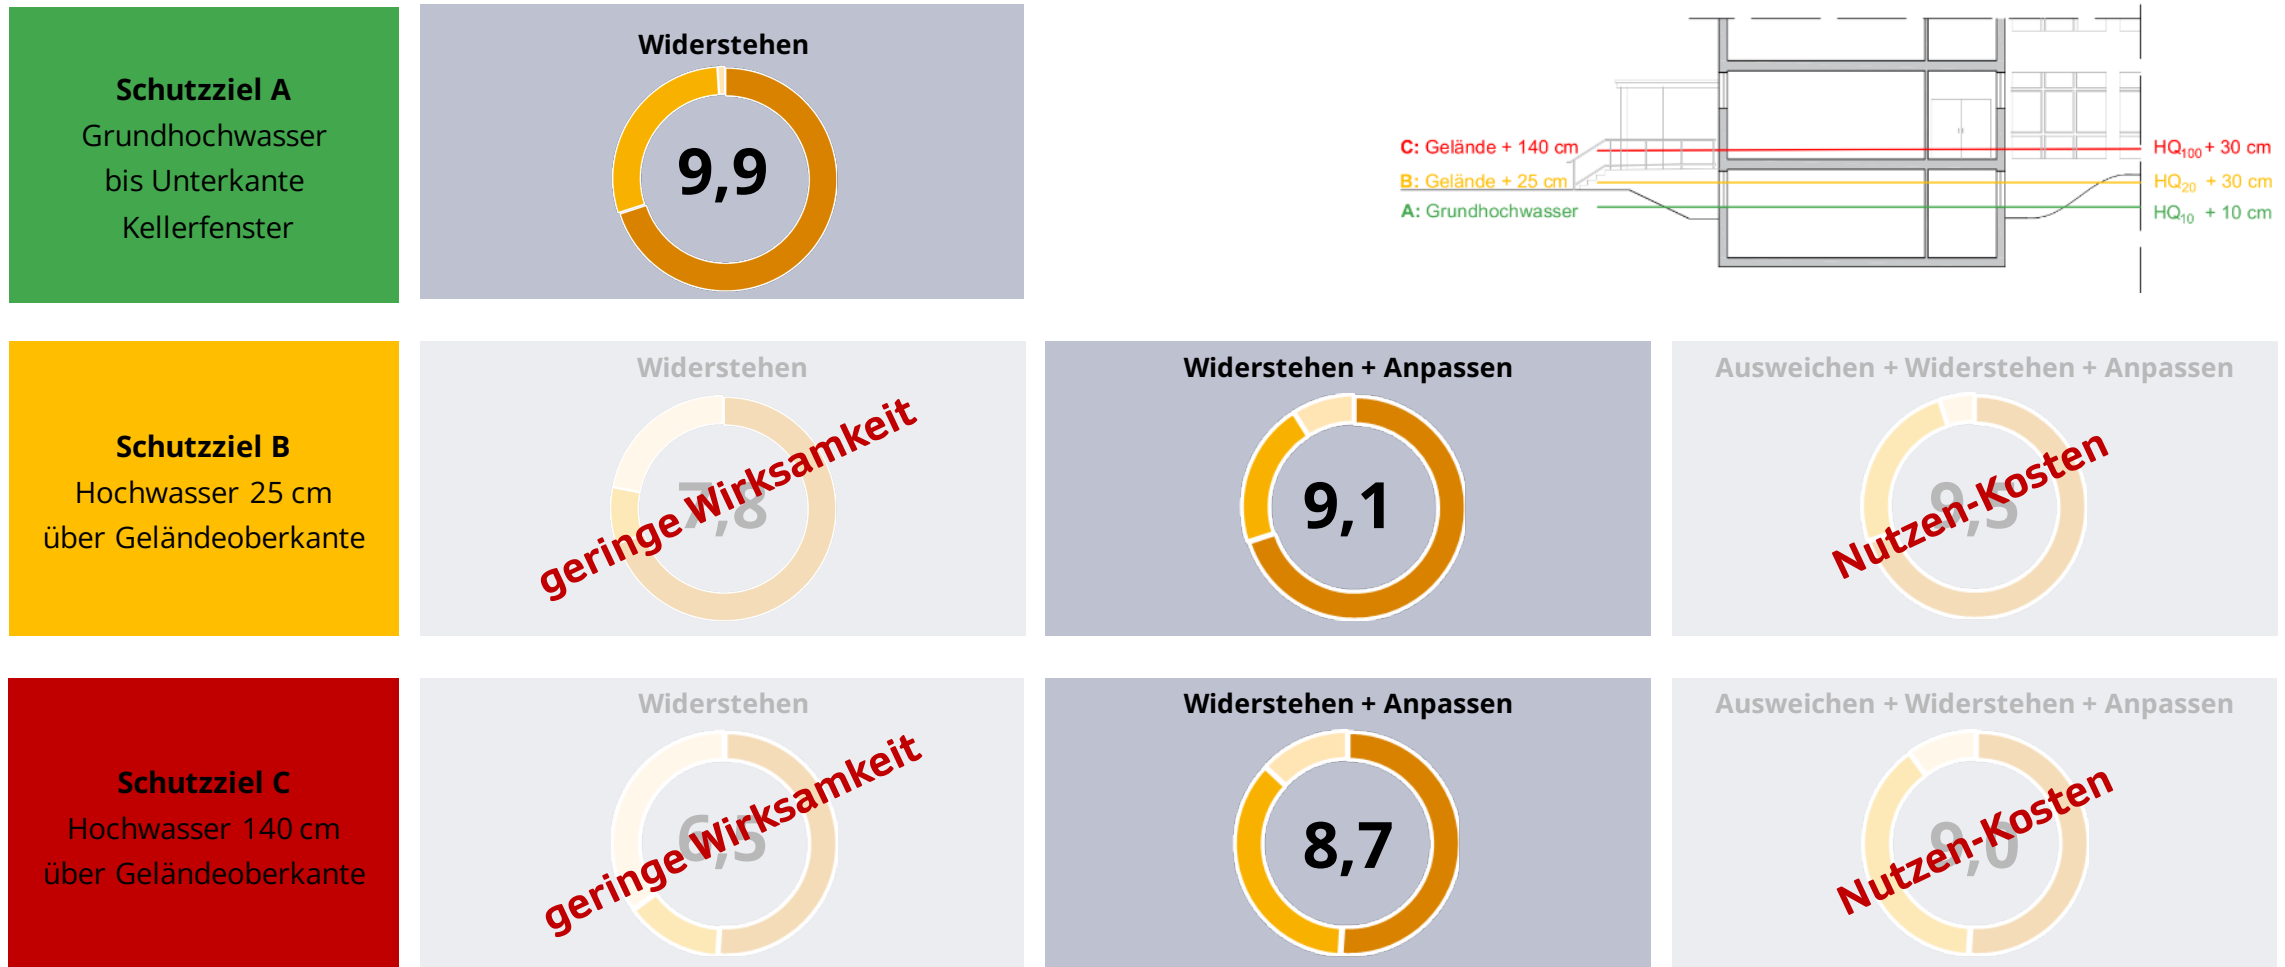 Schutzziel A
Grundhochwasser
bis Unterkante
Kellerfenster
Widerstehen
9,9
C: Gelände + 140 cm
B: Gelände + 25 cm
A: Grundhochwasser
HQ100 + 30 cm
HQ20 + 30 cm
HQ10 + 10 cm
Schutzziel B
Hochwasser 25 cm
über Geländeoberkante
Widerstehen
7,8
geringe Wirksamkeit
Widerstehen + Anpassen
9,1
Ausweichen + Widerstehen + Anpassen
9,5
Nutzen-Kosten
Schutzziel C
Hochwasser 140 cm
über Geländeoberkante
Widerstehen
6,5
geringe Wirksamkeit
Widerstehen + Anpassen
8,7
Ausweichen + Widerstehen + Anpassen
9,0
Nutzen-Kosten